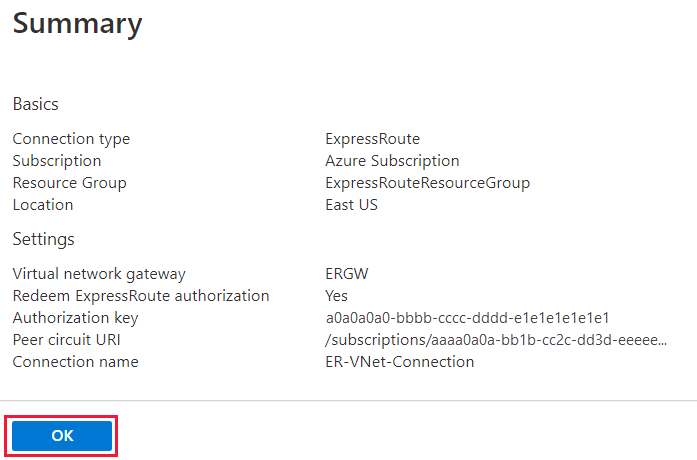 Summary
Basics
Connection type ExpressRoute
Subscription Azure Subscription
Resource Group ExpressRouteResourceGroup
Location East US
Settings
Virtual network gateway ERGW
Redeem ExpressRoute authorization Yes
Authorization key a0a0a0a0-bbbb-cccc-dddd-e1e1e1e1e1e1
Peer circuit URI /subscriptions/aaaa0a0a-bb1b-cc2c-dd3d-eeeee...
Connection name ER-VNet-Connection
OK